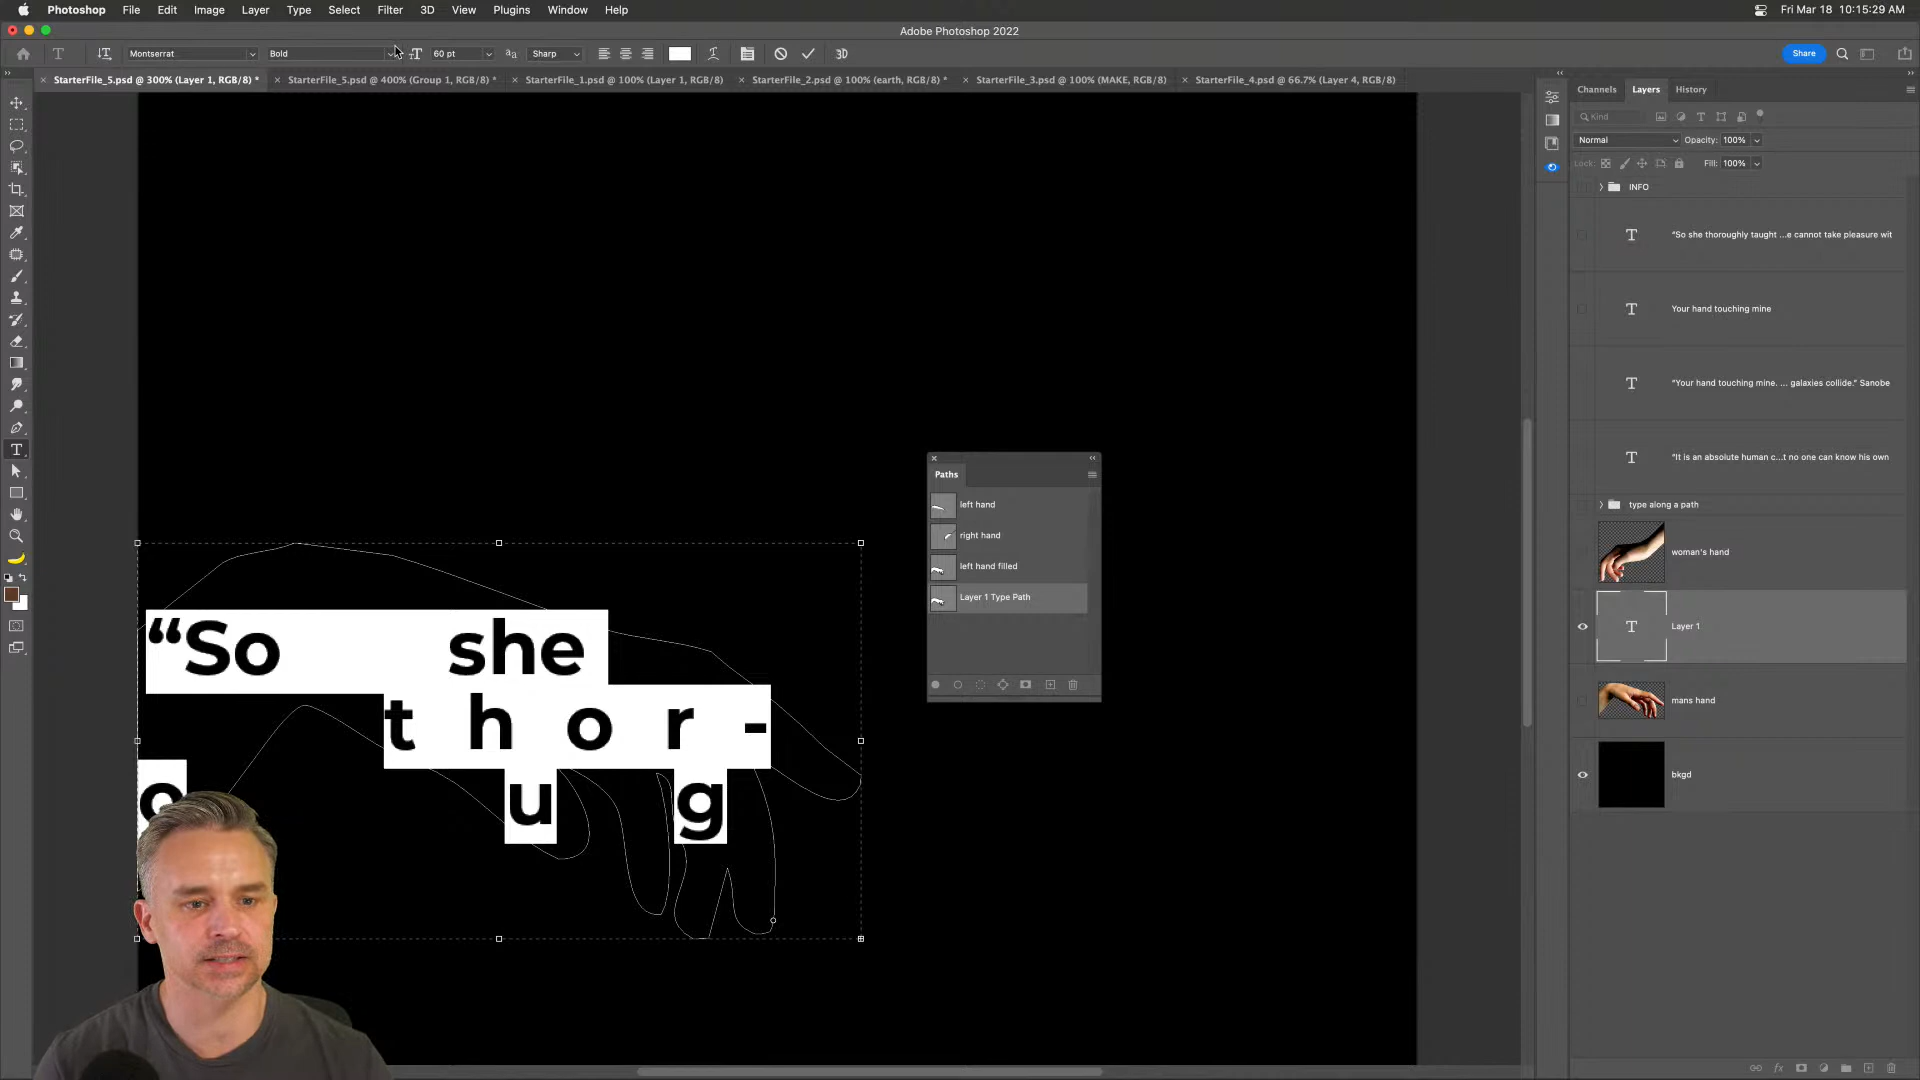 Photoshop File Edit Image Layer Type Select Filter 3D View Plugins Window Help Fri Mar 18 10:15:29 AM
Adobe Photoshop 2022
Montserrat Bold 60 pt Sharp 3D Share
StarterFile_5.psd @ 300% (Layer 1, RGB/8) * StarterFile_5.psd @ 400% (Group 1, RGB/8) * StarterFile_1.psd @ 100% (Layer 1, RGB/8) StarterFile_2.psd @ 100% (earth, RGB/8) * StarterFile_3.psd @ 100% (MAKE, RGB/8) StarterFile_4.psd @ 66.7% (Layer 4, RGB/8)
Channels Layers History
Kind
Normal Opacity: 100%
Lock: Fill: 100%
INFO
“So she thoroughly taught ...e cannot take pleasure wit
Your hand touching mine
“Your hand touching mine. ... galaxies collide.” Sanobe
“It is an absolute human c...t no one can know his own
type along a path
woman's hand
Layer 1
mans hand
bkgd
Paths
left hand
right hand
left hand filled
Layer 1 Type Path
“So she
thor-
o u g